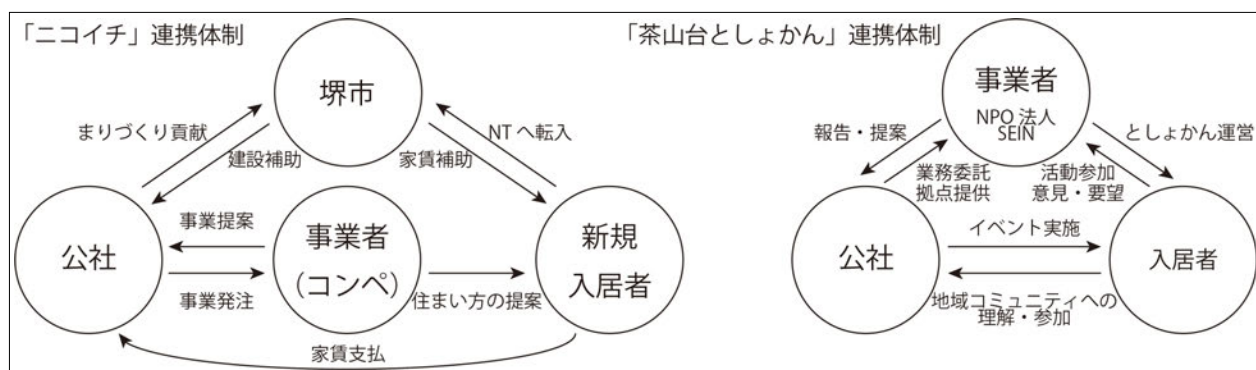 「ニコイチ」連携体制
堺市
まりづくり貢献
建設補助
家賃補助
NTへ転入
公社
事業提案
事業発注
事業者
（コンペ）
住まい方の提案
新規
入居者
家賃支払
「茶山台としょかん」連携体制
事業者
NPO法人
SEIN
報告・提案
業務委託
拠点提供
活動参加
意見・要望
としょかん運営
公社
イベント実施
入居者
地域コミュニティへの
理解・参加